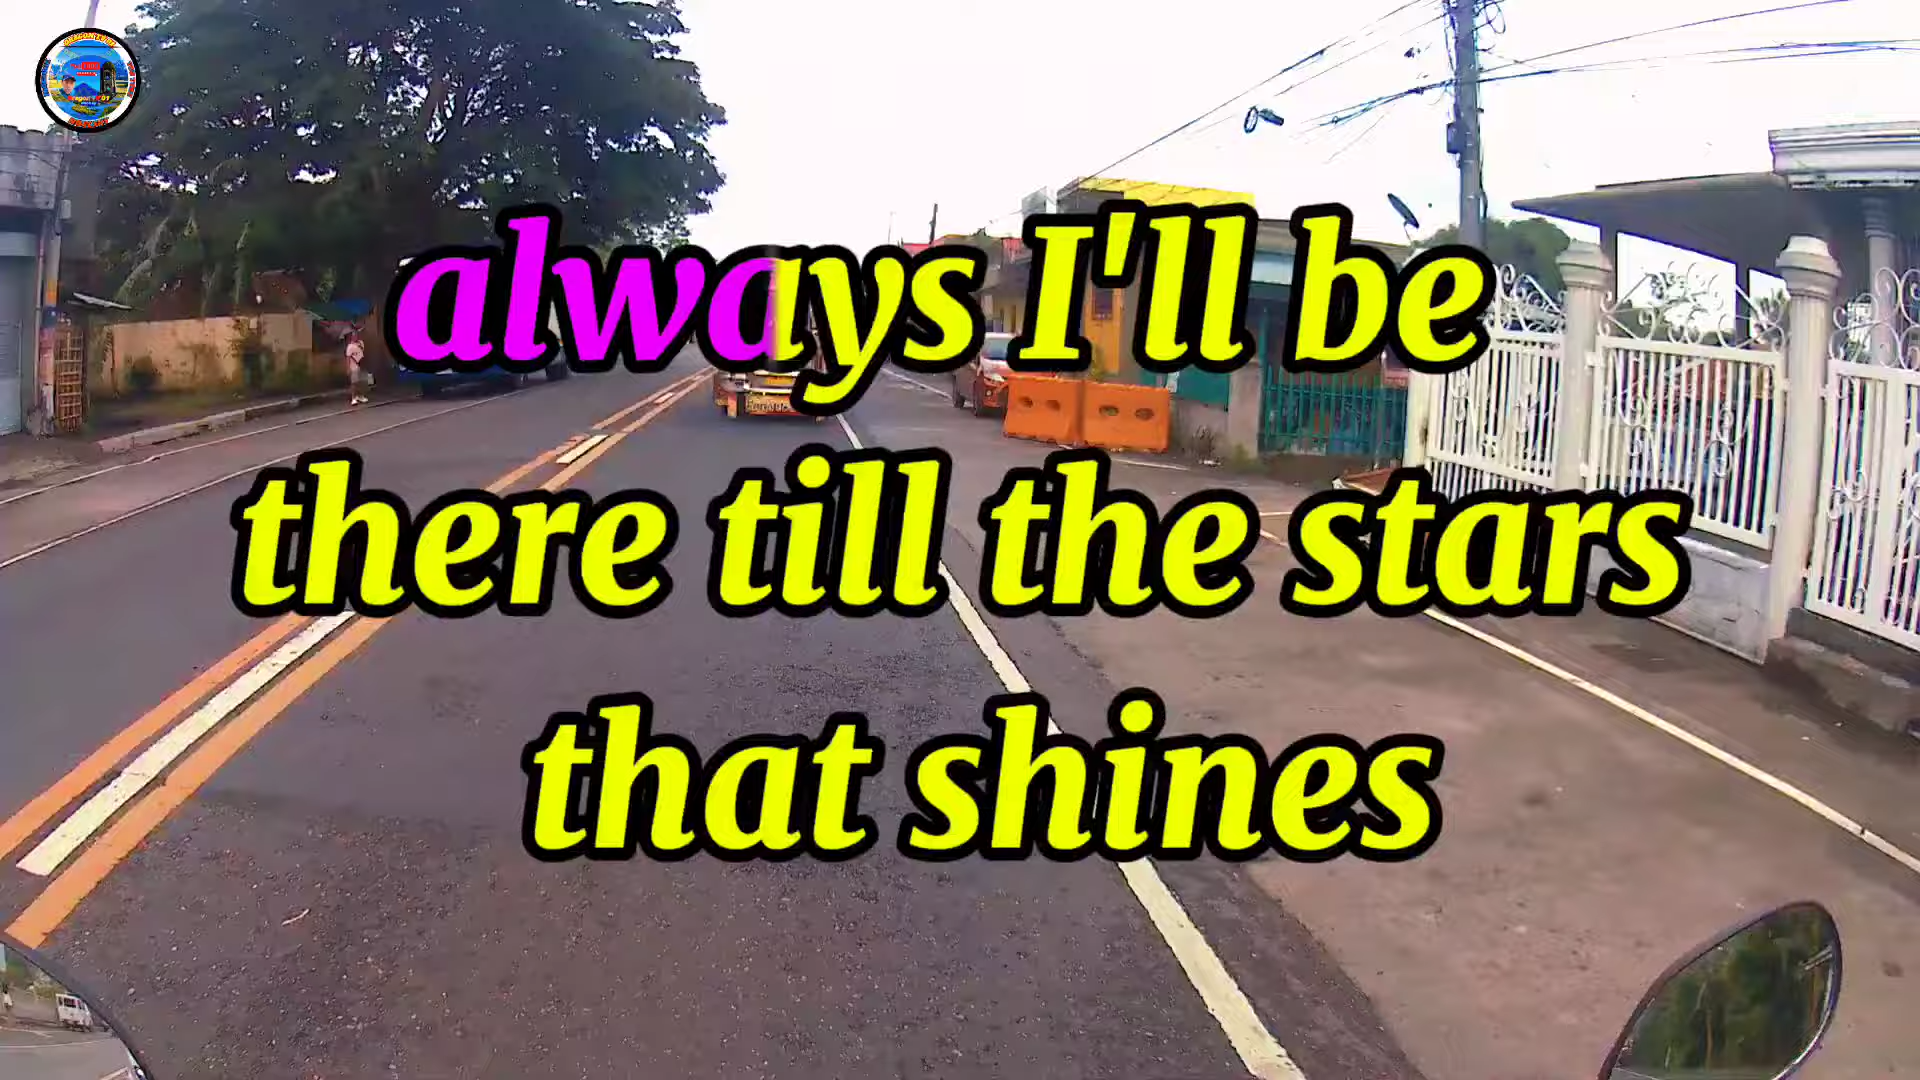 always I'll be
there till the stars
that shines